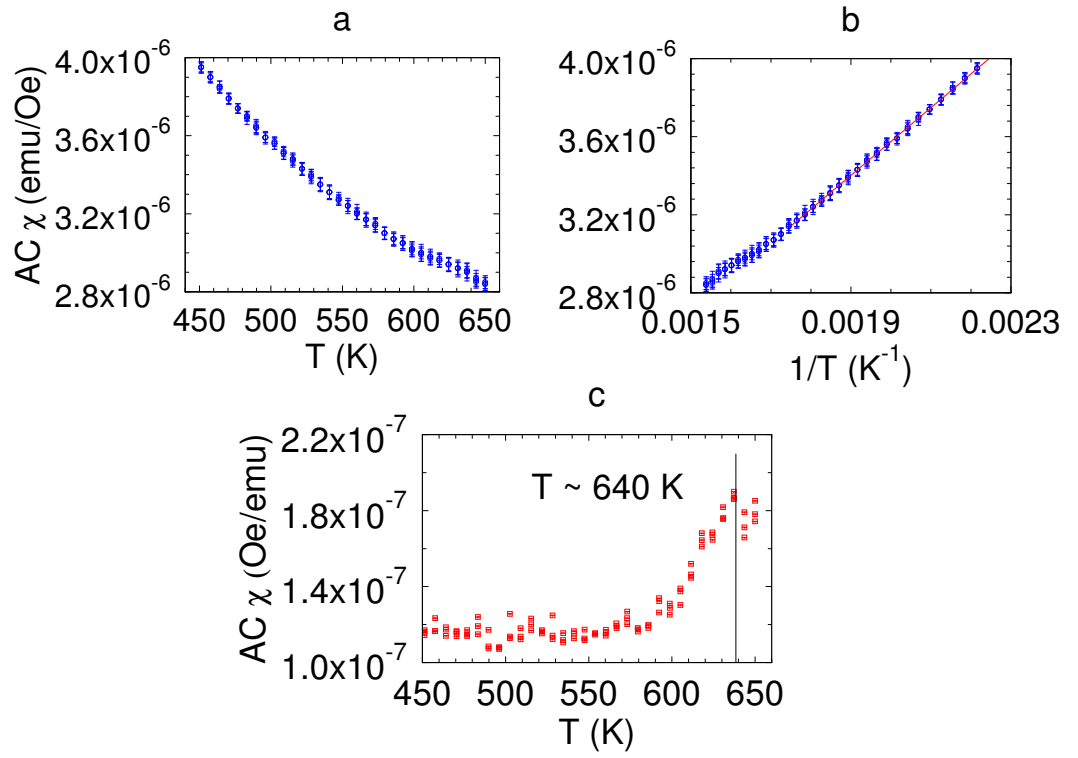 a
AC χ (emu/Oe)
4.0x10⁻⁶
3.6x10⁻⁶
3.2x10⁻⁶
2.8x10⁻⁶
450 500 550 600 650
T (K)
b
4.0x10⁻⁶
3.6x10⁻⁶
3.2x10⁻⁶
2.8x10⁻⁶
0.0015 0.0019 0.0023
1/T (K⁻¹)
c
AC χ (Oe/emu)
2.2x10⁻⁷
1.8x10⁻⁷
1.4x10⁻⁷
1.0x10⁻⁷
T ~ 640 K
450 500 550 600 650
T (K)